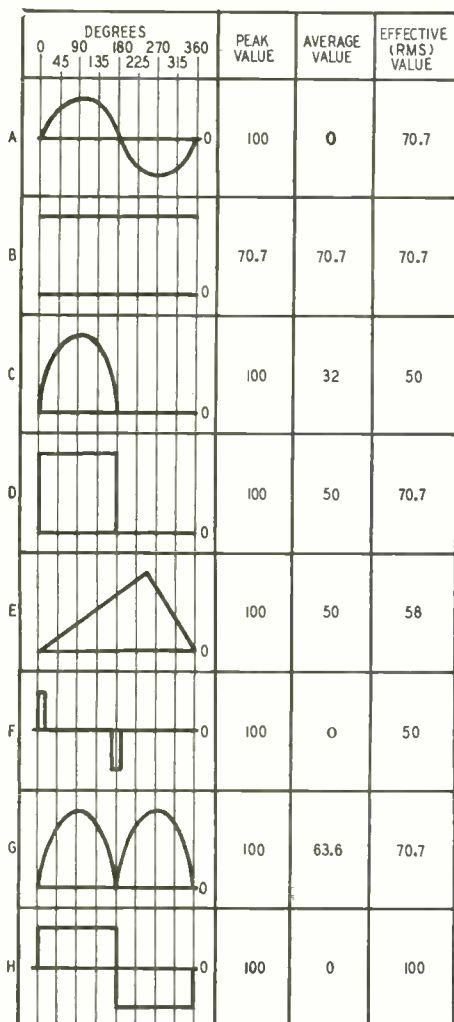 DEGREES
0 90 180 270 360
45 135 225 315
PEAK VALUE
AVERAGE VALUE
EFFECTIVE (RMS) VALUE
A 0 100 0 70.7
B 0 70.7 70.7 70.7
C 0 100 32 50
D 0 100 50 70.7
E 0 100 50 58
F 0 100 0 50
G 0 100 63.6 70.7
H 0 100 0 100